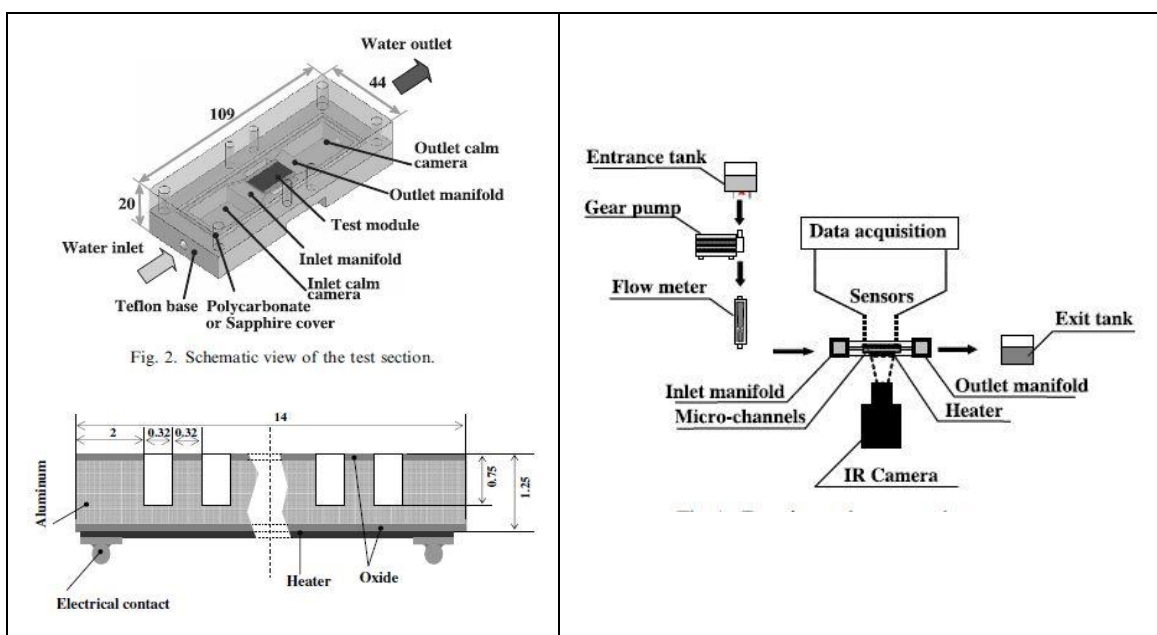 Water outlet
44
109
Outlet calm
camera
Outlet manifold
20
Test module
Water inlet
Inlet manifold
Inlet calm
camera
Teflon base
Polycarbonate
or Sapphire cover
Fig. 2. Schematic view of the test section.
14
2
0.32
0.32
Aluminum
0.75
1.25
Heater
Oxide
Electrical contact
Entrance tank
Gear pump
Data acquisition
Flow meter
Sensors
Exit tank
Inlet manifold
Outlet manifold
Micro-channels
Heater
IR Camera